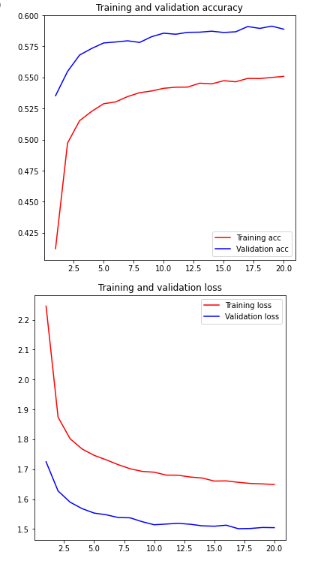 Training and validation accuracy
0.600
0.575
0.550
0.525
0.500
0.475
0.450
0.425
Training acc
Validation acc
2.5 5.0 7.5 10.0 12.5 15.0 17.5 20.0
Training and validation loss
Training loss
Validation loss
2.2
2.1
2.0
1.9
1.8
1.7
1.6
1.5
2.5 5.0 7.5 10.0 12.5 15.0 17.5 20.0